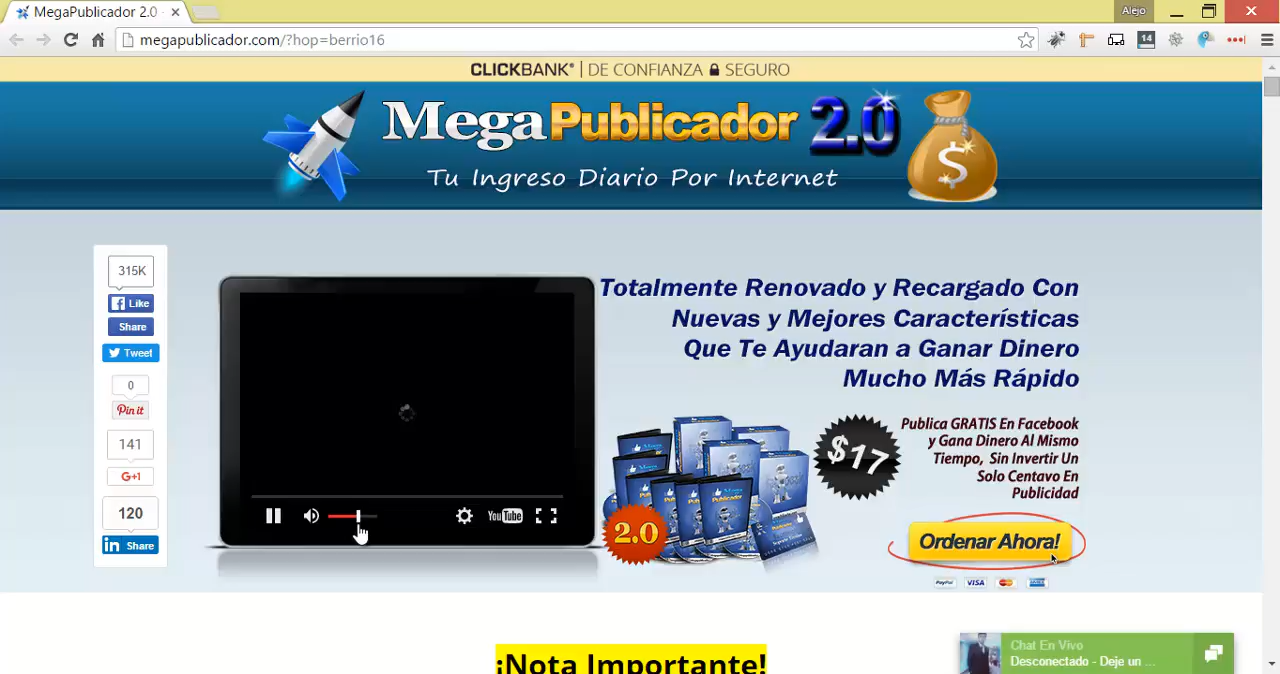 MegaPublicador 2.0
Alejo
megapublicador.com/?hop=berrio16
14
CLICKBANK® | DE CONFIANZA SEGURO
MegaPublicador 2.0
Tu Ingreso Diario Por Internet
$
315K
Like
Share
Tweet
0
Pin it
141
G+1
120
in Share
YouTube
Totalmente Renovado y Recargado Con
Nuevas y Mejores Características
Que Te Ayudaran a Ganar Dinero
Mucho Más Rápido
2.0
$17
Publica GRATIS En Facebook
y Gana Dinero Al Mismo
Tiempo, Sin Invertir Un
Solo Centavo En
Publicidad
Ordenar Ahora!
PayPal VISA
¡Nota Importante!
Chat En Vivo
Desconectado - Deje un ...